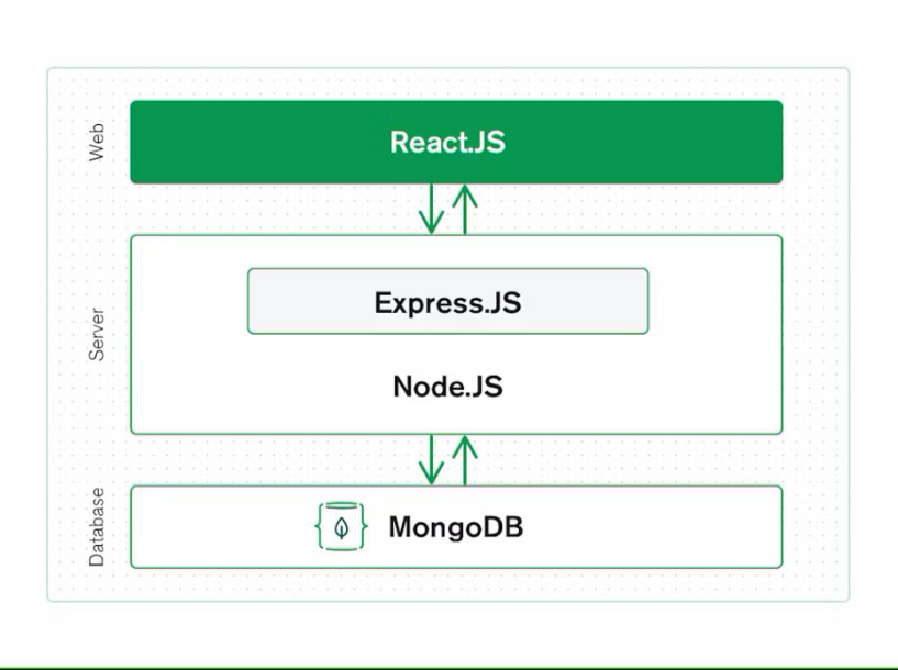 Web
React.JS
Server
Express.JS
Node.JS
Database
MongoDB